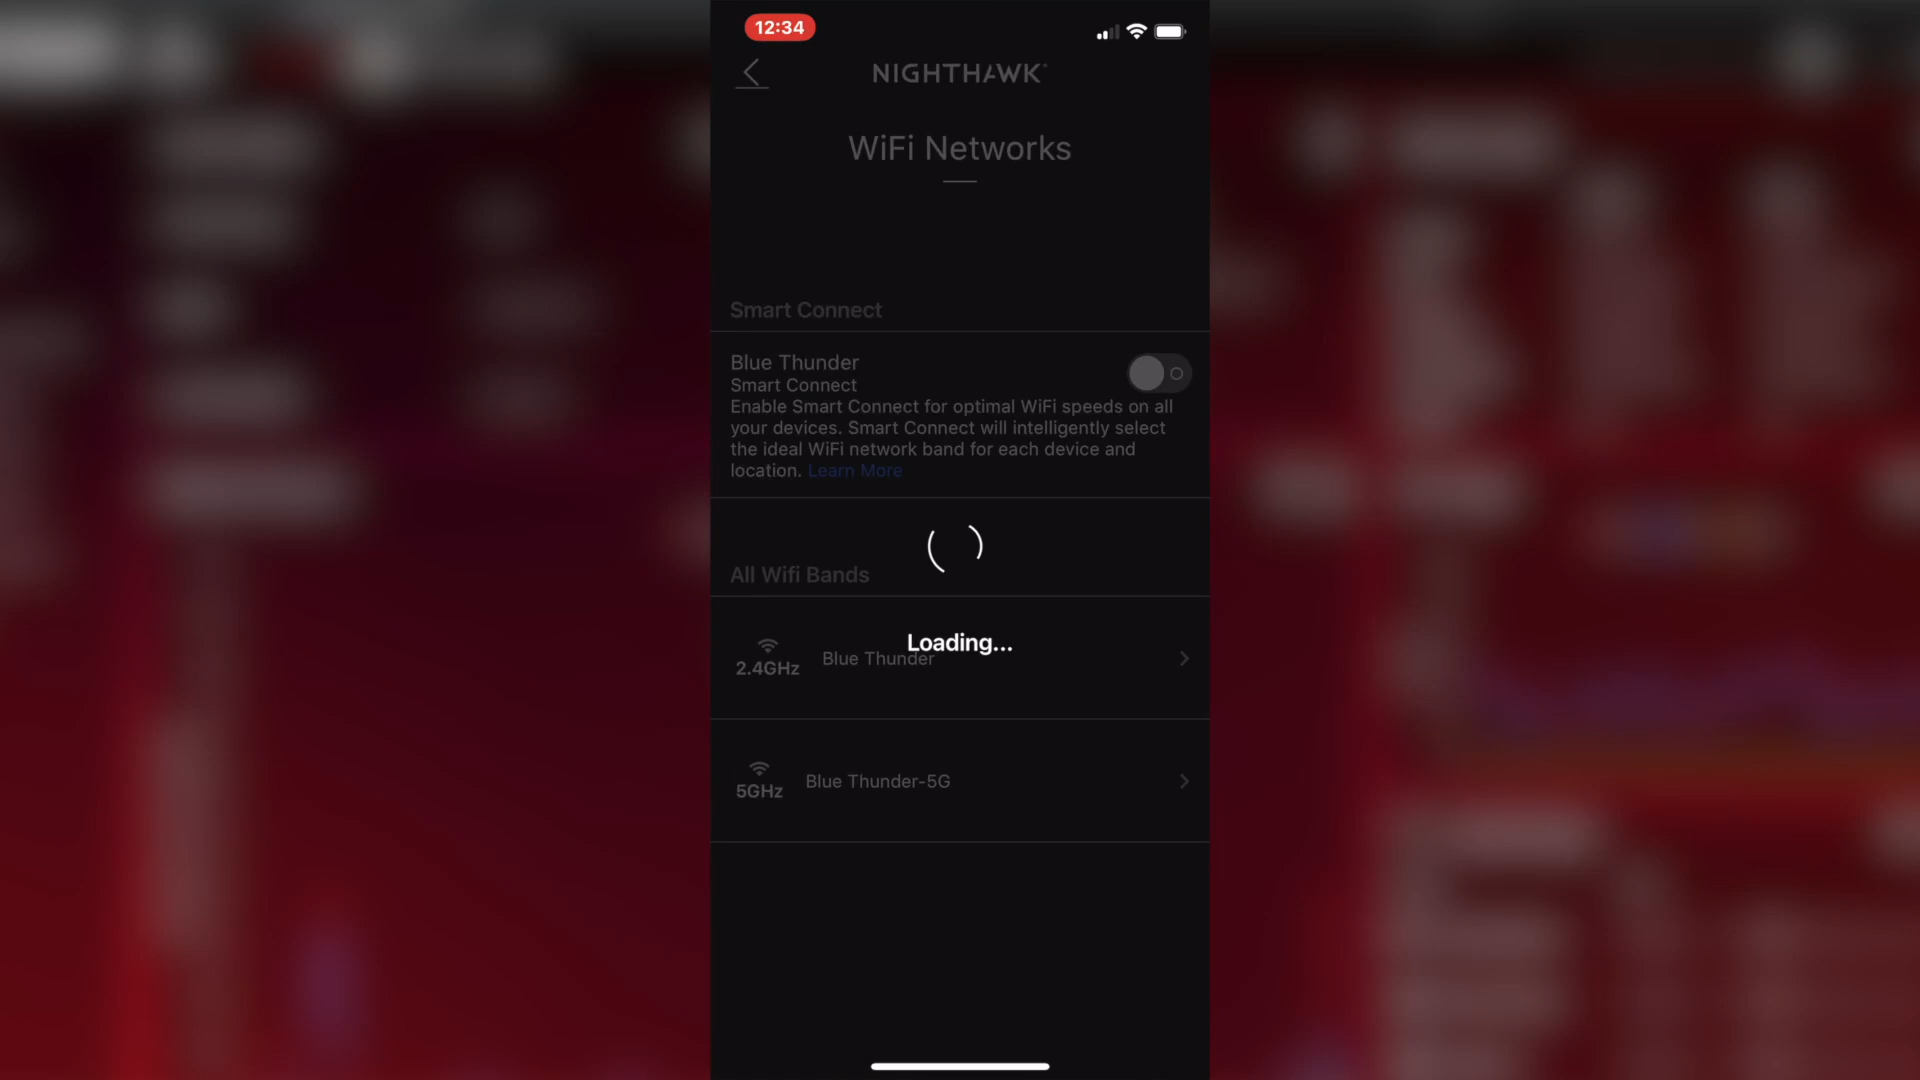 12:34
NIGHTHAWK
WiFi Networks
Smart Connect
Blue Thunder
Smart Connect
Enable Smart Connect for optimal WiFi speeds on all
your devices. Smart Connect will intelligently select
the ideal WiFi network band for each device and
location. Learn More
All Wifi Bands
Loading...
2.4GHz Blue Thunder
5GHz Blue Thunder-5G